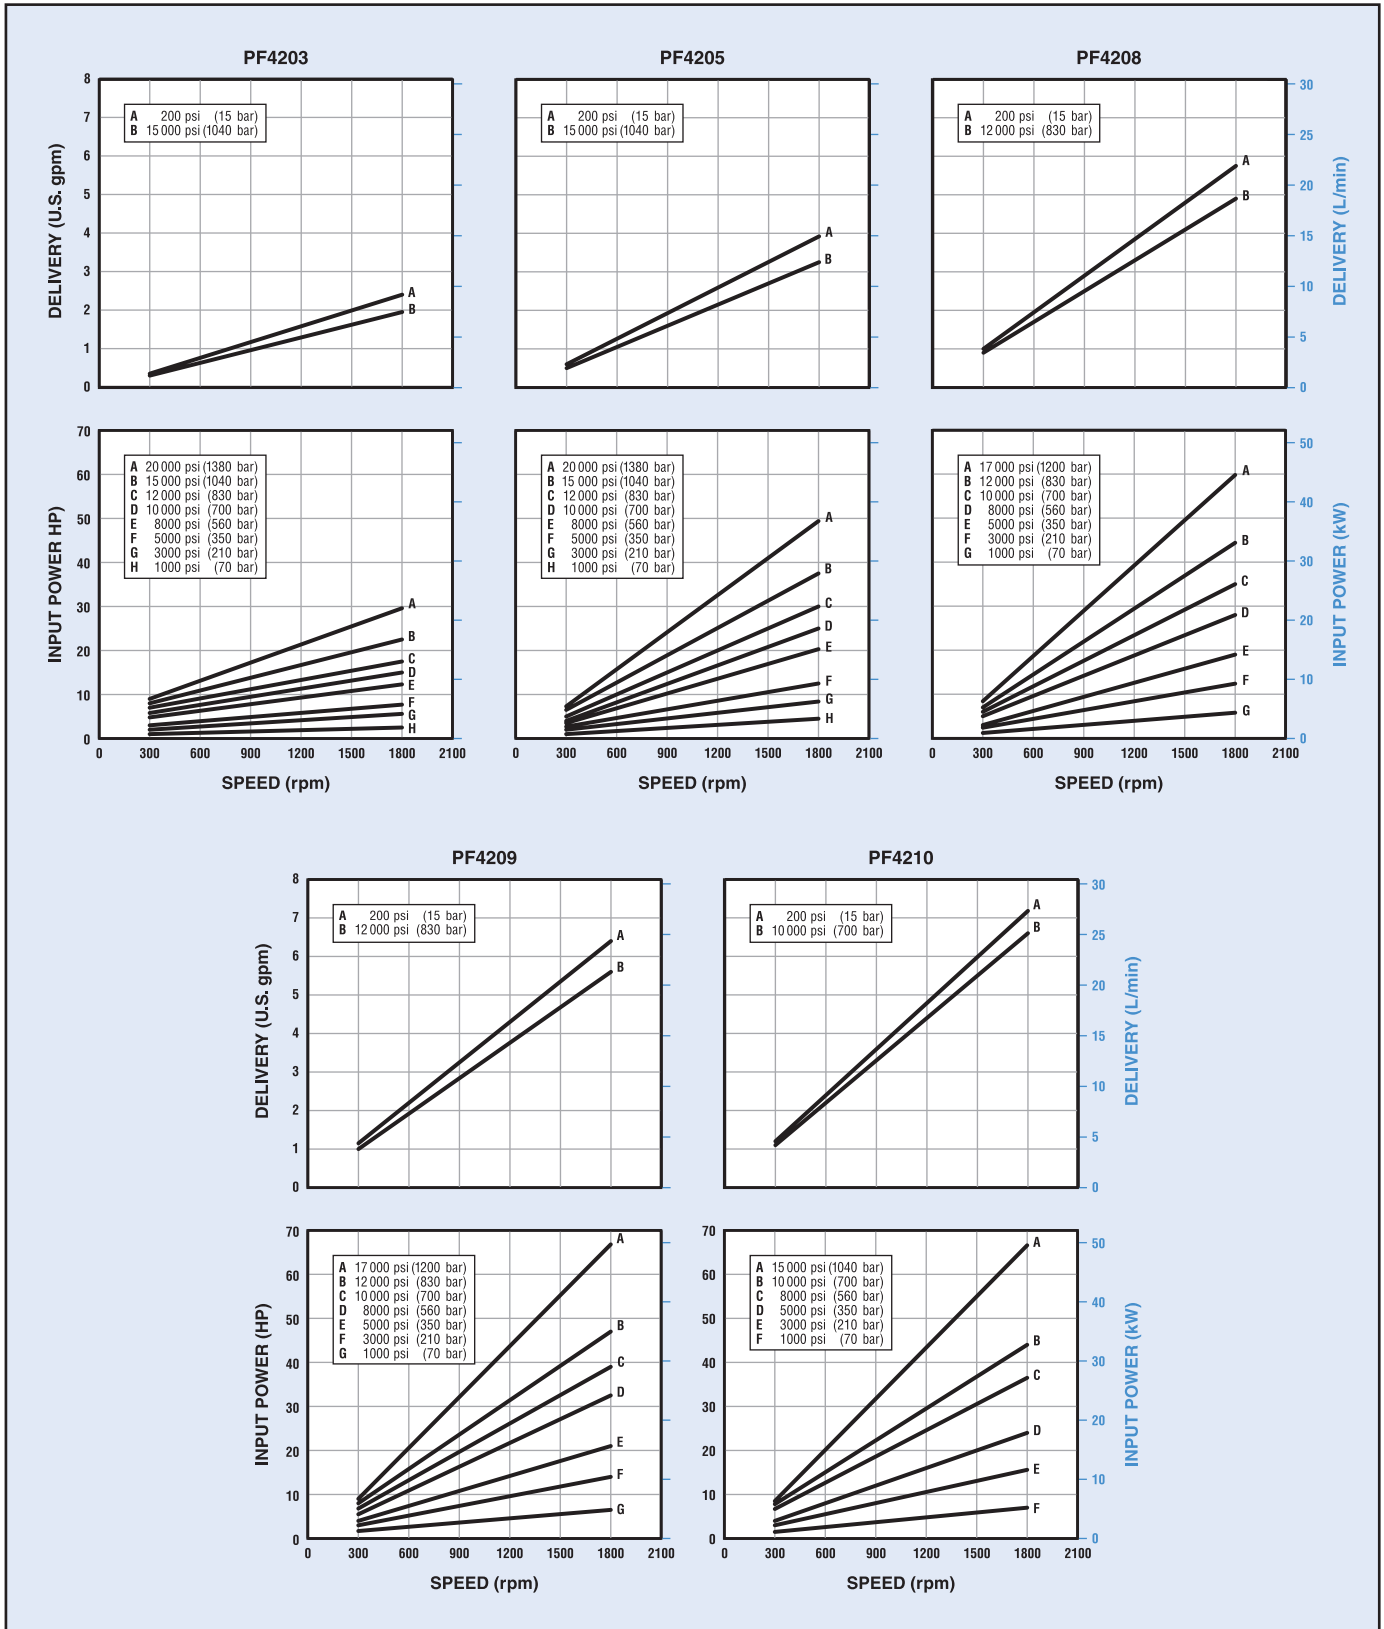 PF4203
PF4205
PF4208
DELIVERY (U.S. gpm)
8
7
6
5
4
3
2
1
0
A 200 psi (15 bar)
B 15 000 psi (1040 bar)
A
B
A 200 psi (15 bar)
B 15 000 psi (1040 bar)
A
B
A 200 psi (15 bar)
B 12 000 psi (830 bar)
A
B
30
25
20
15
10
5
0
DELIVERY (L/min)
INPUT POWER HP)
70
60
50
40
30
20
10
0
A 20 000 psi (1380 bar)
B 15 000 psi (1040 bar)
C 12 000 psi (830 bar)
D 10 000 psi (700 bar)
E 8000 psi (560 bar)
F 5000 psi (350 bar)
G 3000 psi (210 bar)
H 1000 psi (70 bar)
A
B
C
D
E
F
G
H
0 300 600 900 1200 1500 1800 2100
SPEED (rpm)
A 20 000 psi (1380 bar)
B 15 000 psi (1040 bar)
C 12 000 psi (830 bar)
D 10 000 psi (700 bar)
E 8000 psi (560 bar)
F 5000 psi (350 bar)
G 3000 psi (210 bar)
H 1000 psi (70 bar)
A
B
C
D
E
F
G
H
0 300 600 900 1200 1500 1800 2100
SPEED (rpm)
A 17 000 psi (1200 bar)
B 12 000 psi (830 bar)
C 10 000 psi (700 bar)
D 8000 psi (560 bar)
E 5000 psi (350 bar)
F 3000 psi (210 bar)
G 1000 psi (70 bar)
A
B
C
D
E
F
G
0 300 600 900 1200 1500 1800 2100
SPEED (rpm)
50
40
30
20
10
0
INPUT POWER (kW)
PF4209
PF4210
DELIVERY (U.S. gpm)
8
7
6
5
4
3
2
1
0
A 200 psi (15 bar)
B 12 000 psi (830 bar)
A
B
A 200 psi (15 bar)
B 10 000 psi (700 bar)
A
B
30
25
20
15
10
5
0
DELIVERY (L/min)
INPUT POWER (HP)
70
60
50
40
30
20
10
0
A 17 000 psi (1200 bar)
B 12 000 psi (830 bar)
C 10 000 psi (700 bar)
D 8000 psi (560 bar)
E 5000 psi (350 bar)
F 3000 psi (210 bar)
G 1000 psi (70 bar)
A
B
C
D
E
F
G
0 300 600 900 1200 1500 1800 2100
SPEED (rpm)
70
60
50
40
30
20
10
0
A 15 000 psi (1040 bar)
B 10 000 psi (700 bar)
C 8000 psi (560 bar)
D 5000 psi (350 bar)
E 3000 psi (210 bar)
F 1000 psi (70 bar)
A
B
C
D
E
F
0 300 600 900 1200 1500 1800 2100
SPEED (rpm)
50
40
30
20
10
0
INPUT POWER (kW)